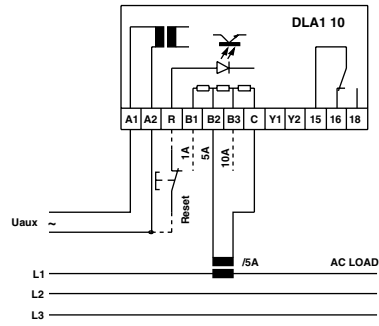 DLA1 10
A1 A2 R B1 B2 B3 C Y1 Y2 15 16 18
1A
5A
10A
Reset
Uaux ~
/5A
AC LOAD
L1
L2
L3